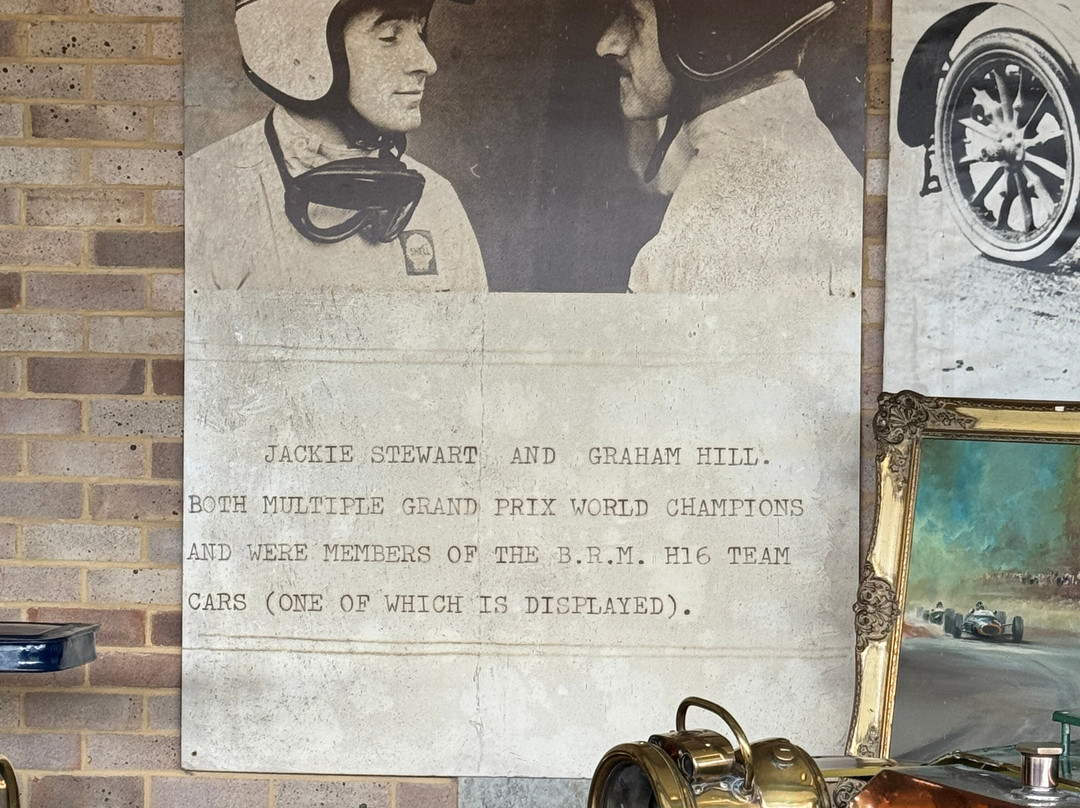 SHELL
JACKIE STEWART AND GRAHAM HILL.
BOTH MULTIPLE GRAND PRIX WORLD CHAMPIONS
AND WERE MEMBERS OF THE B.R.M. H16 TEAM
CARS (ONE OF WHICH IS DISPLAYED).